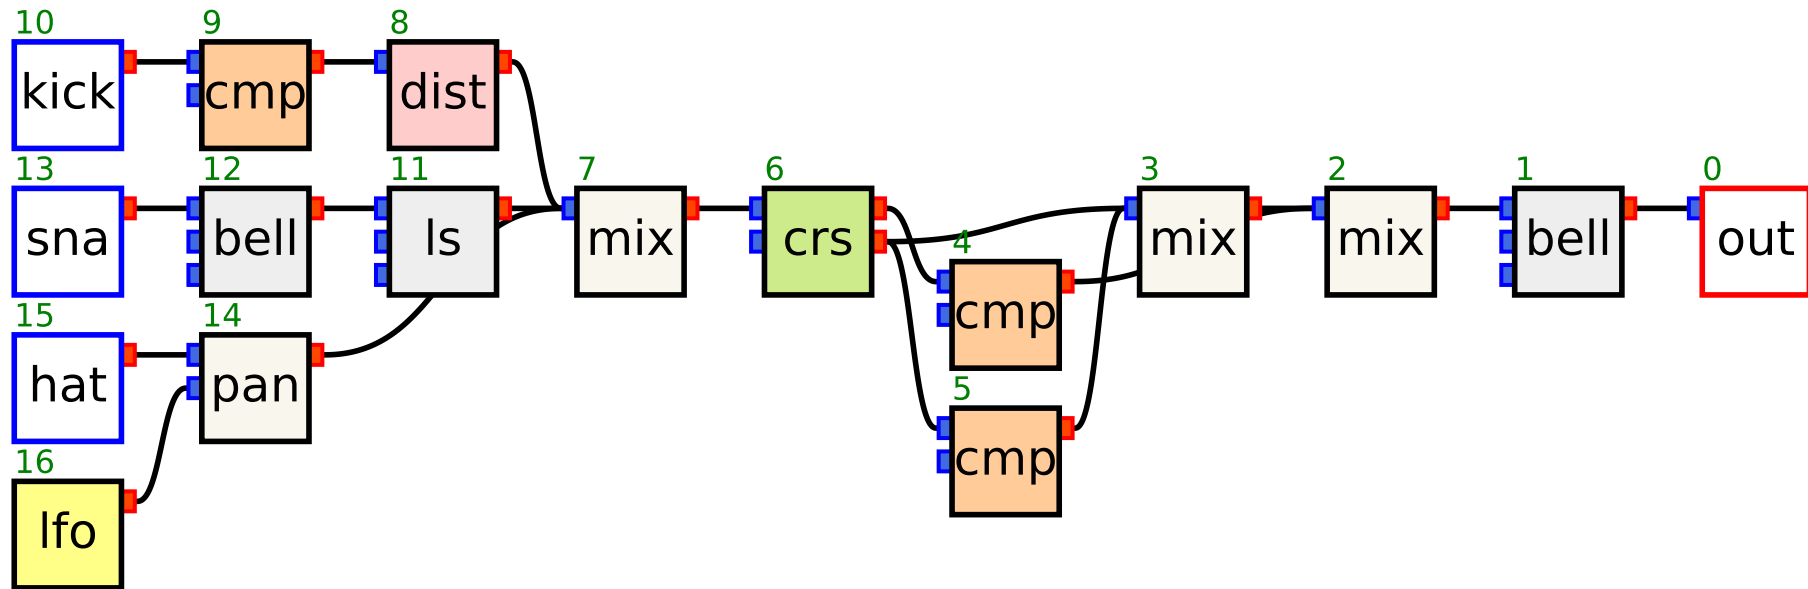 10 9 8
kick cmp dist
13 12 11 7 6 3 2 1 0
sna bell ls mix crs mix mix bell out
4
cmp
15 14
hat pan
5
cmp
16
lfo